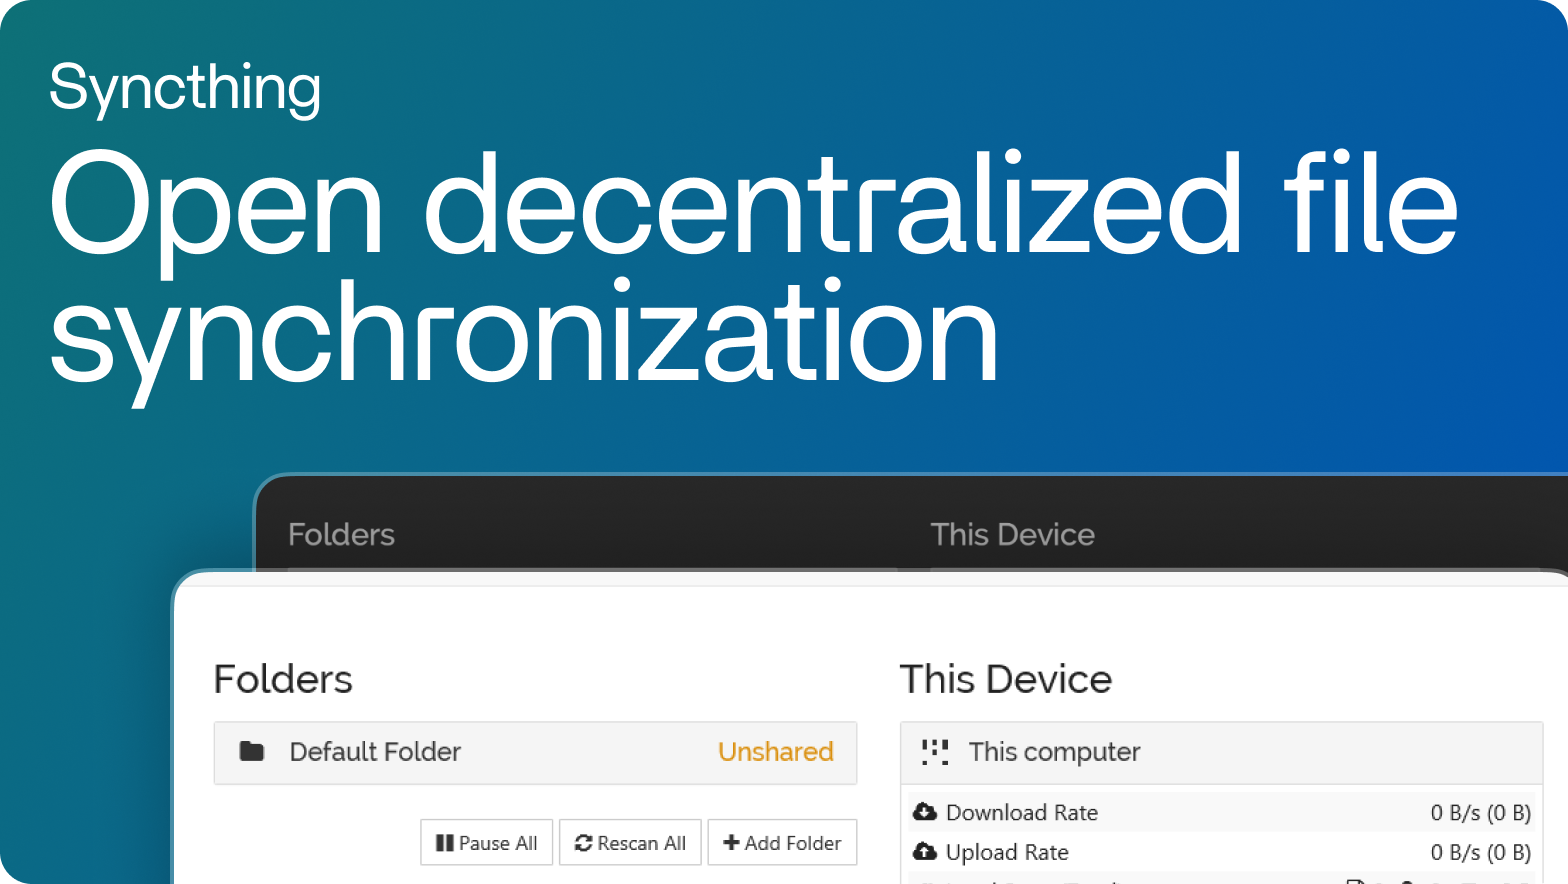 Syncthing
Open decentralized file
synchronization
Folders
This Device
Folders
This Device
Default Folder
Unshared
This computer
Download Rate
0 B/s (0 B)
Upload Rate
0 B/s (0 B)
Pause All
Rescan All
Add Folder